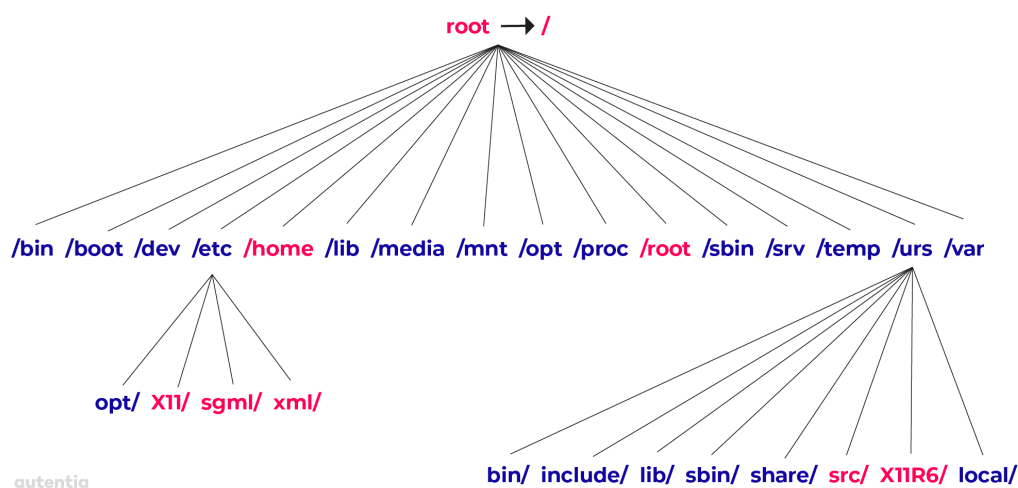 root → /
/bin /boot /dev /etc /home /lib /media /mnt /opt /proc /root /sbin /srv /temp /urs /var
opt/ X11/ sgml/ xml/
bin/ include/ lib/ sbin/ share/ src/ X11R6/ local/
autentia